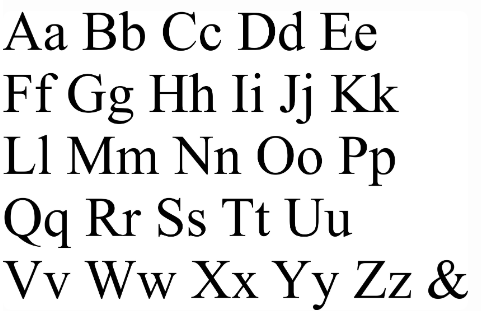 Aa Bb Cc Dd Ee
Ff Gg Hh Ii Jj Kk
Ll Mm Nn Oo Pp
Qq Rr Ss Tt Uu
Vv Ww Xx Yy Zz &